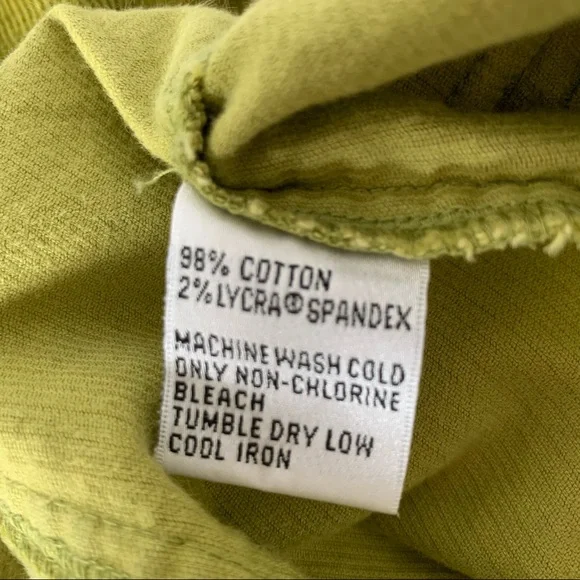 98% COTTON
2% LYCRA® SPANDEX
MACHINE WASH COLD
ONLY NON-CHLORINE
BLEACH
TUMBLE DRY LOW
COOL IRON